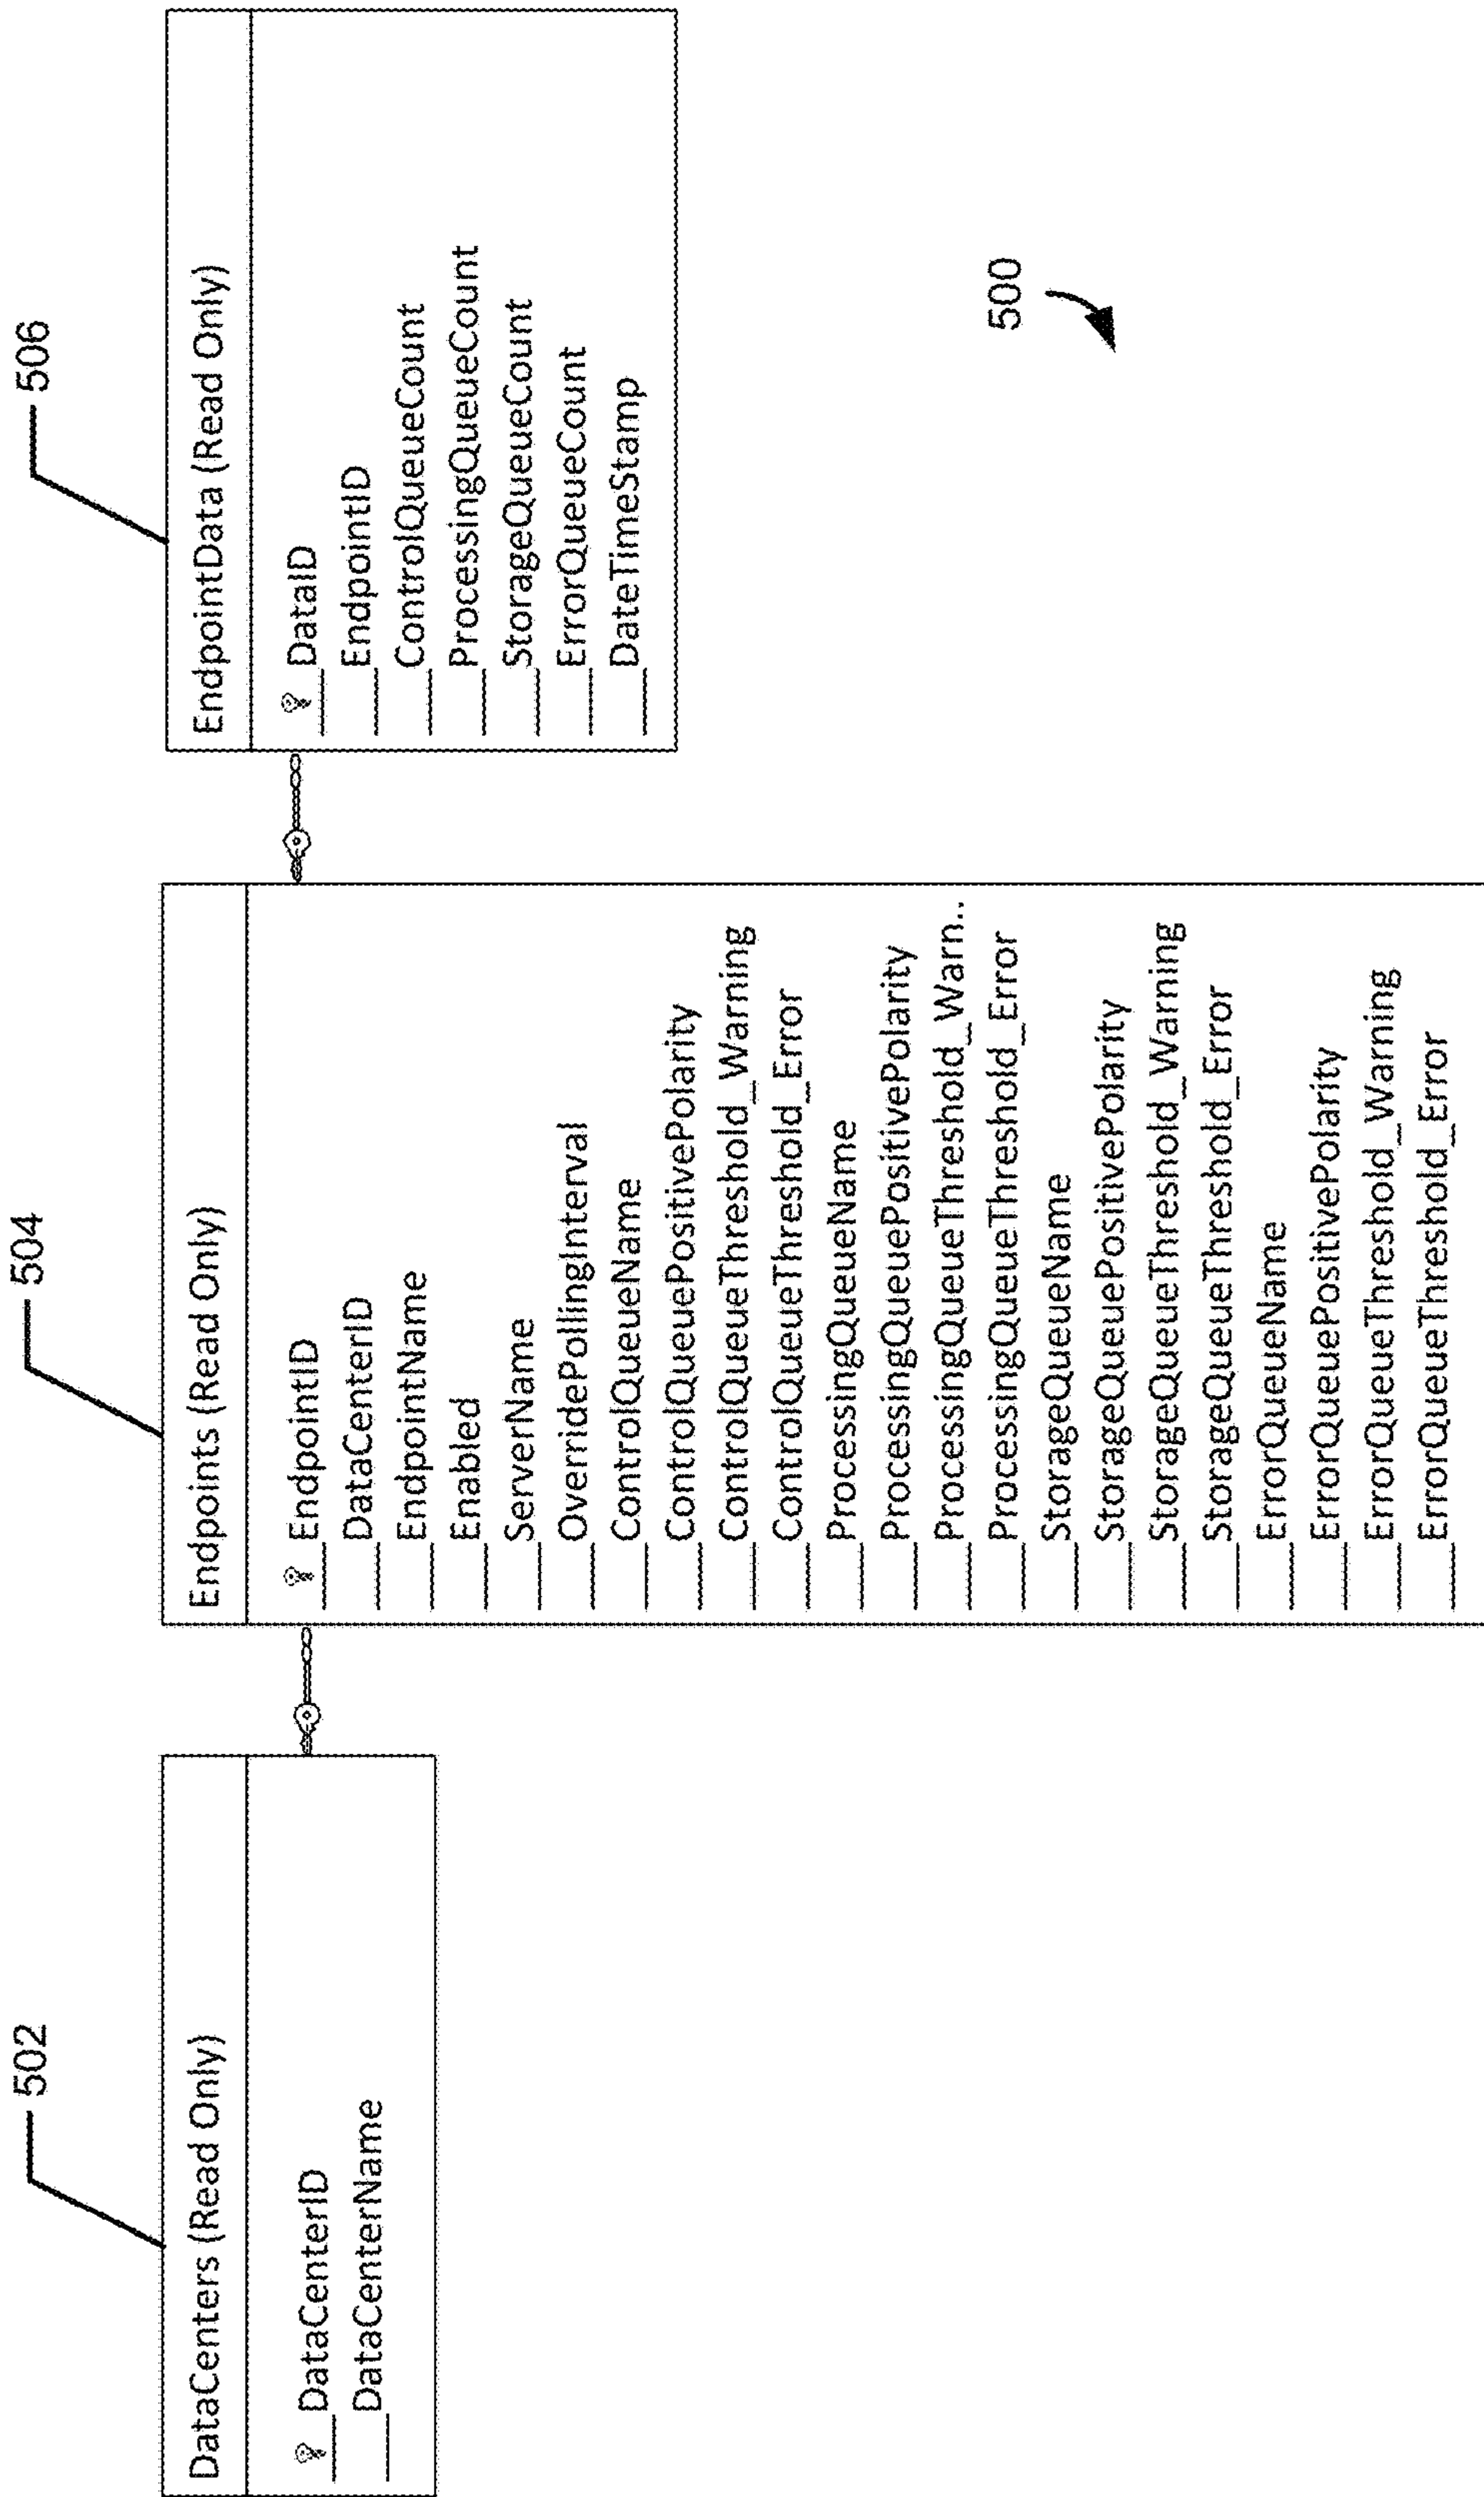 502
DataCenters (Read Only)
DataCenterID
DataCenterName
504
Endpoints (Read Only)
EndpointID
DataCenterID
EndpointName
Enabled
ServerName
OverridePollingInterval
ControlQueueName
ControlQueuePositivePolarity
ControlQueueThreshold_Warning
ControlQueueThreshold_Error
ProcessingQueueName
ProcessingQueuePositivePolarity
ProcessingQueueThreshold_Warn..
ProcessingQueueThreshold_Error
StorageQueueName
StorageQueuePositivePolarity
StorageQueueThreshold_Warning
StorageQueueThreshold_Error
ErrorQueueName
ErrorQueuePositivePolarity
ErrorQueueThreshold_Warning
ErrorQueueThreshold_Error
506
EndpointData (Read Only)
DataID
EndpointID
ControlQueueCount
ProcessingQueueCount
StorageQueueCount
ErrorQueueCount
DateTimeStamp
500